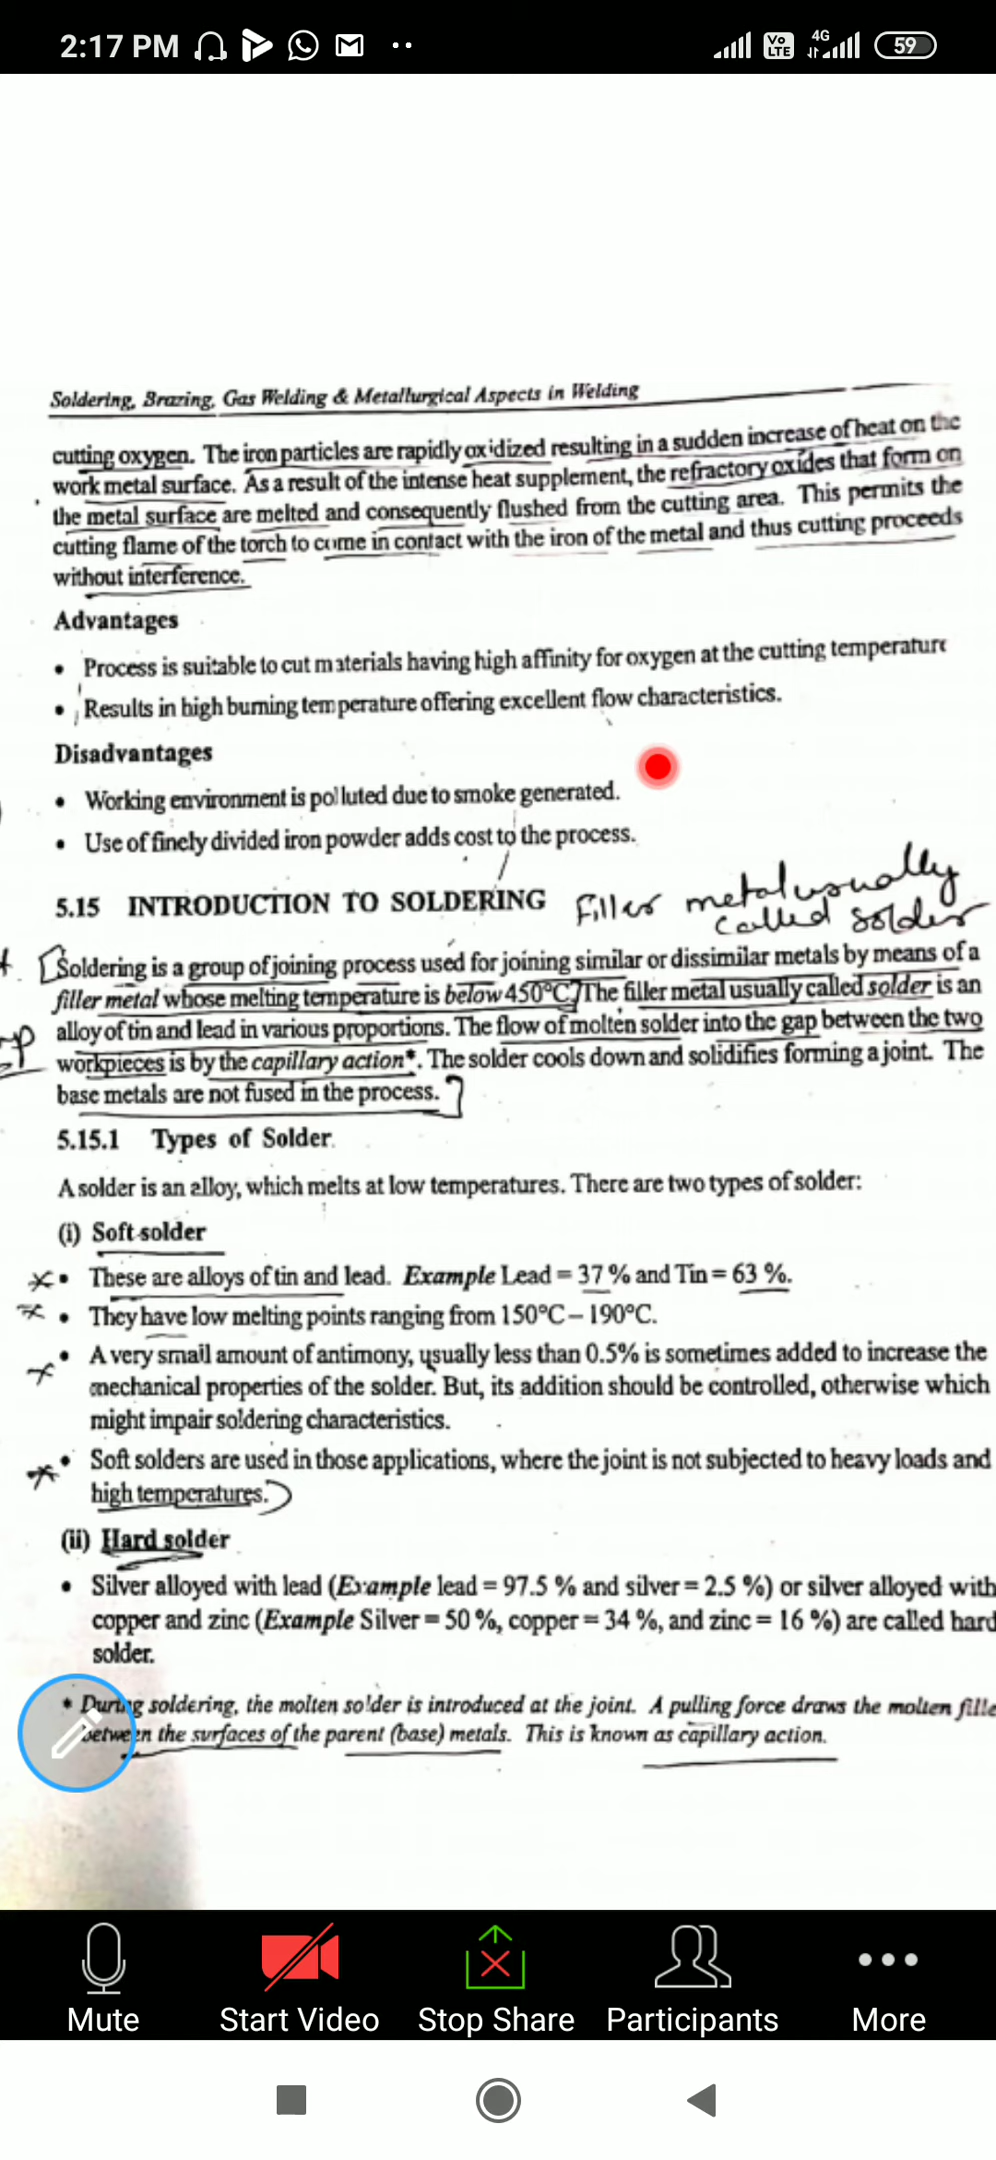 2:17 PM
Vo LTE
4G
59
Soldering, Brazing, Gas Welding & Metallurgical Aspects in Welding
cutting oxygen. The iron particles are rapidly oxidized resulting in a sudden increase of heat on the
work metal surface. As a result of the intense heat supplement, the refractory oxides that form on
the metal surface are melted and consequently flushed from the cutting area. This permits the
cutting flame of the torch to come in contact with the iron of the metal and thus cutting proceeds
without interference.
Advantages
• Process is suitable to cut materials having high affinity for oxygen at the cutting temperature
• Results in high burning temperature offering excellent flow characteristics.
Disadvantages
• Working environment is polluted due to smoke generated.
• Use of finely divided iron powder adds cost to the process.
5.15 INTRODUCTION TO SOLDERING
Filler metal usually
called solder
Soldering is a group of joining process used for joining similar or dissimilar metals by means of a
filler metal whose melting temperature is below 450°C. The filler metal usually called solder is an
alloy of tin and lead in various proportions. The flow of molten solder into the gap between the two
workpieces is by the capillary action*. The solder cools down and solidifies forming a joint. The
base metals are not fused in the process.
5.15.1 Types of Solder
A solder is an alloy, which melts at low temperatures. There are two types of solder:
(i) Soft solder
• These are alloys of tin and lead. Example Lead = 37 % and Tin = 63 %.
• They have low melting points ranging from 150°C – 190°C.
• A very small amount of antimony, usually less than 0.5% is sometimes added to increase the
mechanical properties of the solder. But, its addition should be controlled, otherwise which
might impair soldering characteristics.
• Soft solders are used in those applications, where the joint is not subjected to heavy loads and
high temperatures.
(ii) Hard solder
• Silver alloyed with lead (Example lead = 97.5 % and silver = 2.5 %) or silver alloyed with
copper and zinc (Example Silver = 50 %, copper = 34 %, and zinc = 16 %) are called hard
solder.
* During soldering, the molten solder is introduced at the joint. A pulling force draws the molten fille
between the surfaces of the parent (base) metals. This is known as capillary action.
Mute
Start Video
Stop Share
Participants
More